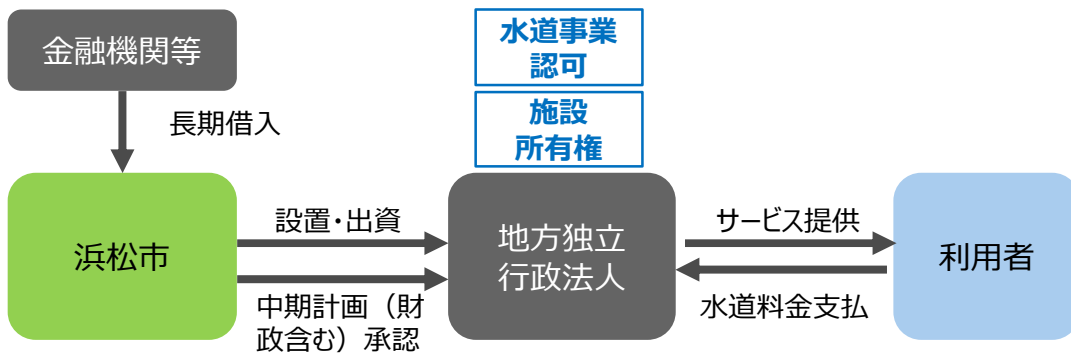 金融機関等
水道事業
認可
長期借入
施設
所有権
浜松市
設置・出資
中期計画（財
政含む）承認
地方独立
行政法人
サービス提供
水道料金支払
利用者